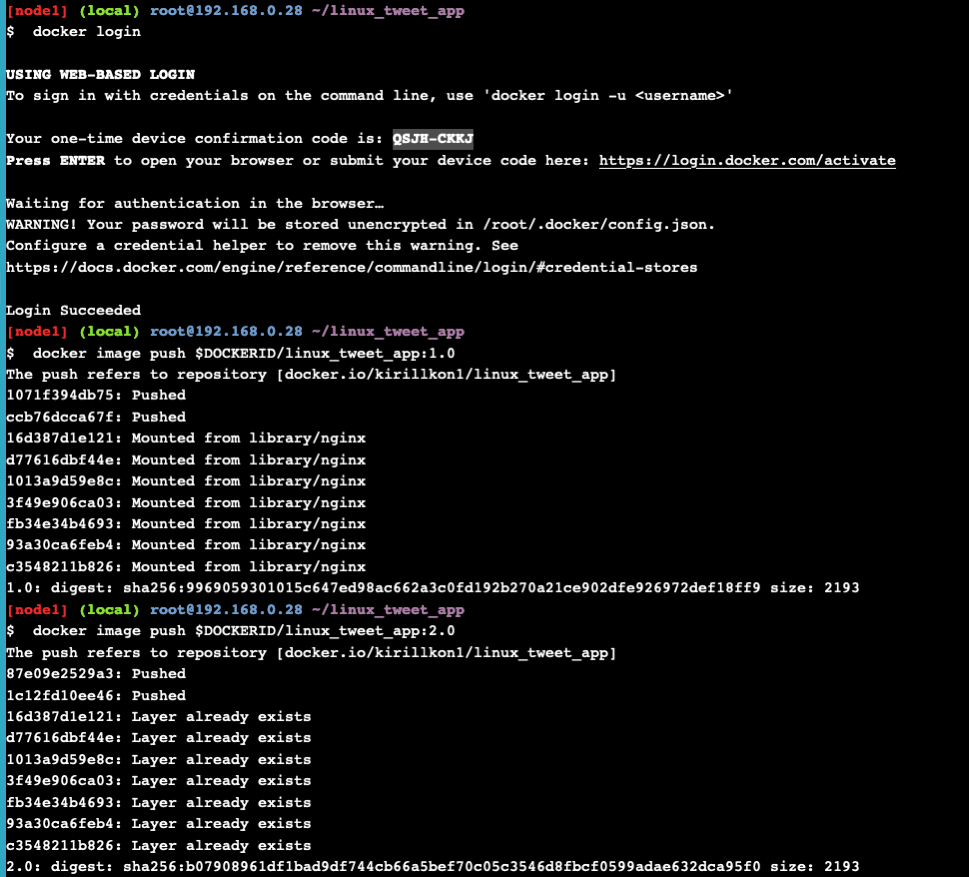 [node1] (local) root@192.168.0.28 ~/linux_tweet_app
$ docker login
USING WEB-BASED LOGIN
To sign in with credentials on the command line, use 'docker login -u <username>'
Your one-time device confirmation code is: QSJH-CKKJ
Press ENTER to open your browser or submit your device code here: https://login.docker.com/activate
Waiting for authentication in the browser…
WARNING! Your password will be stored unencrypted in /root/.docker/config.json.
Configure a credential helper to remove this warning. See
https://docs.docker.com/engine/reference/commandline/login/#credential-stores
Login Succeeded
[node1] (local) root@192.168.0.28 ~/linux_tweet_app
$ docker image push $DOCKERID/linux_tweet_app:1.0
The push refers to repository [docker.io/kirillkon1/linux_tweet_app]
1071f394db75: Pushed
ccb76dcca67f: Pushed
16d387d1e121: Mounted from library/nginx
d77616dbf44e: Mounted from library/nginx
1013a9d59e8c: Mounted from library/nginx
3f49e906ca03: Mounted from library/nginx
fb34e34b4693: Mounted from library/nginx
93a30ca6feb4: Mounted from library/nginx
c3548211b826: Mounted from library/nginx
1.0: digest: sha256:9969059301015c647ed98ac662a3c0fd192b270a21ce902dfe926972def18ff9 size: 2193
[node1] (local) root@192.168.0.28 ~/linux_tweet_app
$ docker image push $DOCKERID/linux_tweet_app:2.0
The push refers to repository [docker.io/kirillkon1/linux_tweet_app]
87e09e2529a3: Pushed
1c12fd10ee46: Pushed
16d387d1e121: Layer already exists
d77616dbf44e: Layer already exists
1013a9d59e8c: Layer already exists
3f49e906ca03: Layer already exists
fb34e34b4693: Layer already exists
93a30ca6feb4: Layer already exists
c3548211b826: Layer already exists
2.0: digest: sha256:b07908961df1bad9df744cb66a5bef70c05c3546d8fbcf0599adae632dca95f0 size: 2193